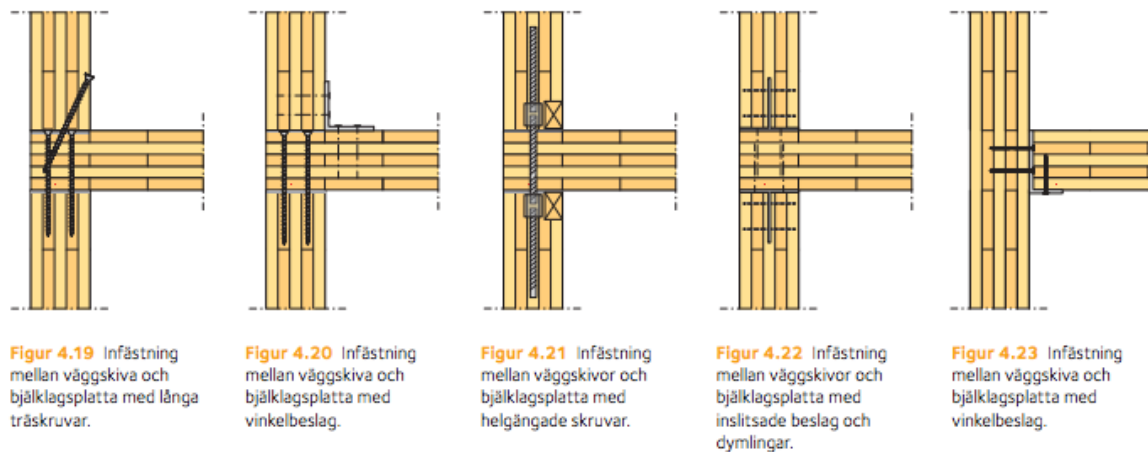 Figur 4.19 Infästning
mellan väggskiva och
bjälklagsplatta med långa
träskruvar.
Figur 4.20 Infästning
mellan väggskiva och
bjälklagsplatta med
vinkelbeslag.
Figur 4.21 Infästning
mellan väggskivor och
bjälklagsplatta med
helgängade skruvar.
Figur 4.22 Infästning
mellan väggskivor och
bjälklagsplatta med
inslitsade beslag och
dymlingar.
Figur 4.23 Infästning
mellan väggskiva och
bjälklagsplatta med
vinkelbeslag.